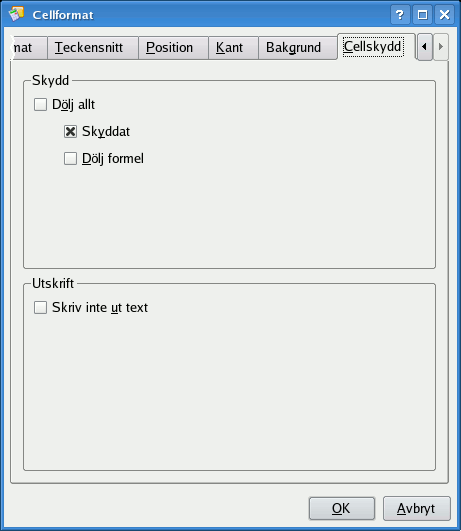 Cellformat
mat Teckensnitt Position Kant Bakgrund Cellskydd
Skydd
Dölj allt
Skyddat
Dölj formel
Utskrift
Skriv inte ut text
OK Avbryt